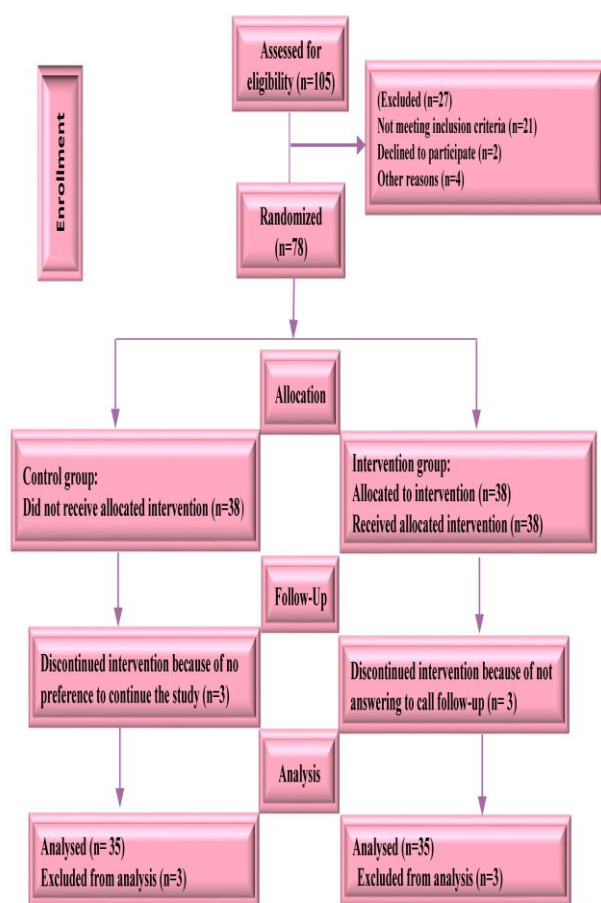 Assessed for
eligibility (n=105)
Enrollment
(Excluded (n=27)
Not meeting inclusion criteria (n=21)
Declined to participate (n=2)
Other reasons (n=4)
Randomized
(n=78)
Allocation
Control group:
Did not receive allocated intervention (n=38)
Intervention group:
Allocated to intervention (n=38)
Received allocated intervention (n=38)
Follow-Up
Discontinued intervention because of no
preference to continue the study (n=3)
Discontinued intervention because of not
answering to call follow-up (n= 3)
Analysis
Analysed (n= 35)
Excluded from analysis (n=3)
Analysed (n=35)
Excluded from analysis (n=3)